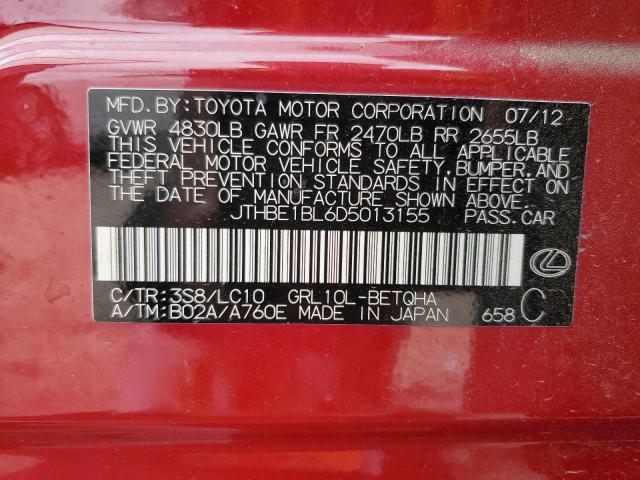 MFD.BY:TOYOTA MOTOR CORPORATION 07/12
GVWR 4830LB GAWR FR 2470LB RR 2655LB
THIS VEHICLE CONFORMS TO ALL APPLICABLE
FEDERAL MOTOR VEHICLE SAFETY,BUMPER,AND
THEFT PREVENTION STANDARDS IN EFFECT ON
THE DATE OF MANUFACTURE SHOWN ABOVE.
JTHBE1BL6D5013155 PASS.CAR
C/TR:3S8/LC10 GRL10L-BETQHA
A/TM:B02A/A760E MADE IN JAPAN 658 C